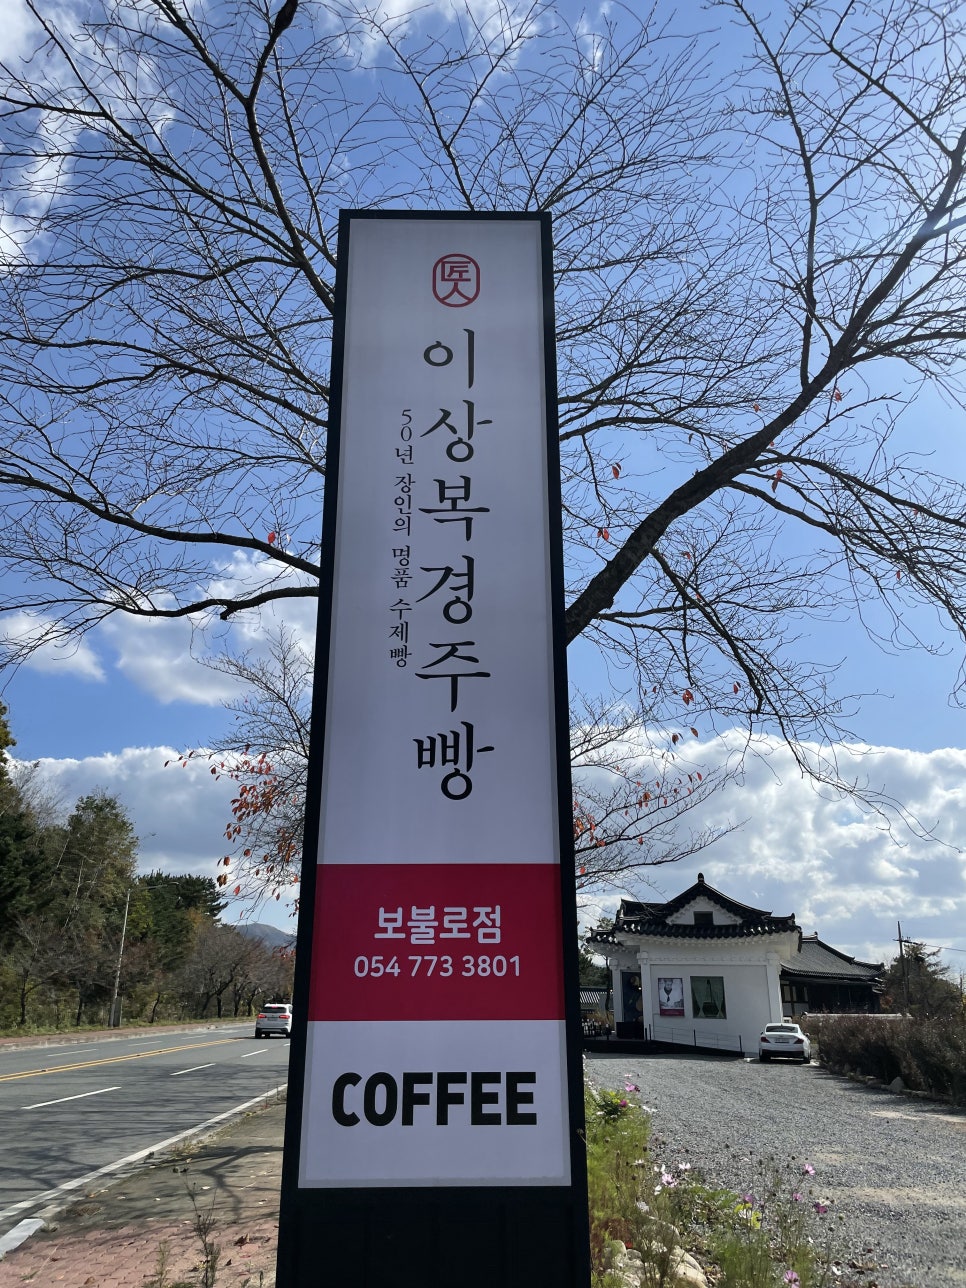 匠人
이상복경주빵
50년 장인의 명품 수제빵
보불로점
054 773 3801
COFFEE